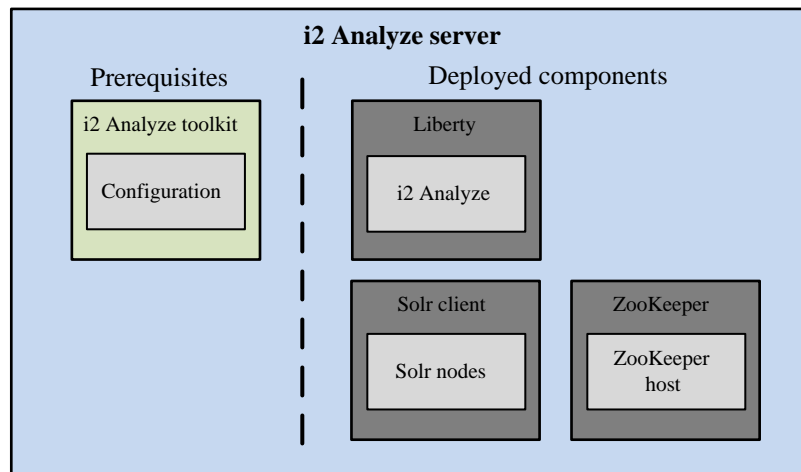 i2 Analyze server
Prerequisites
Deployed components
i2 Analyze toolkit
Configuration
Liberty
i2 Analyze
Solr client
Solr nodes
ZooKeeper
ZooKeeper
host